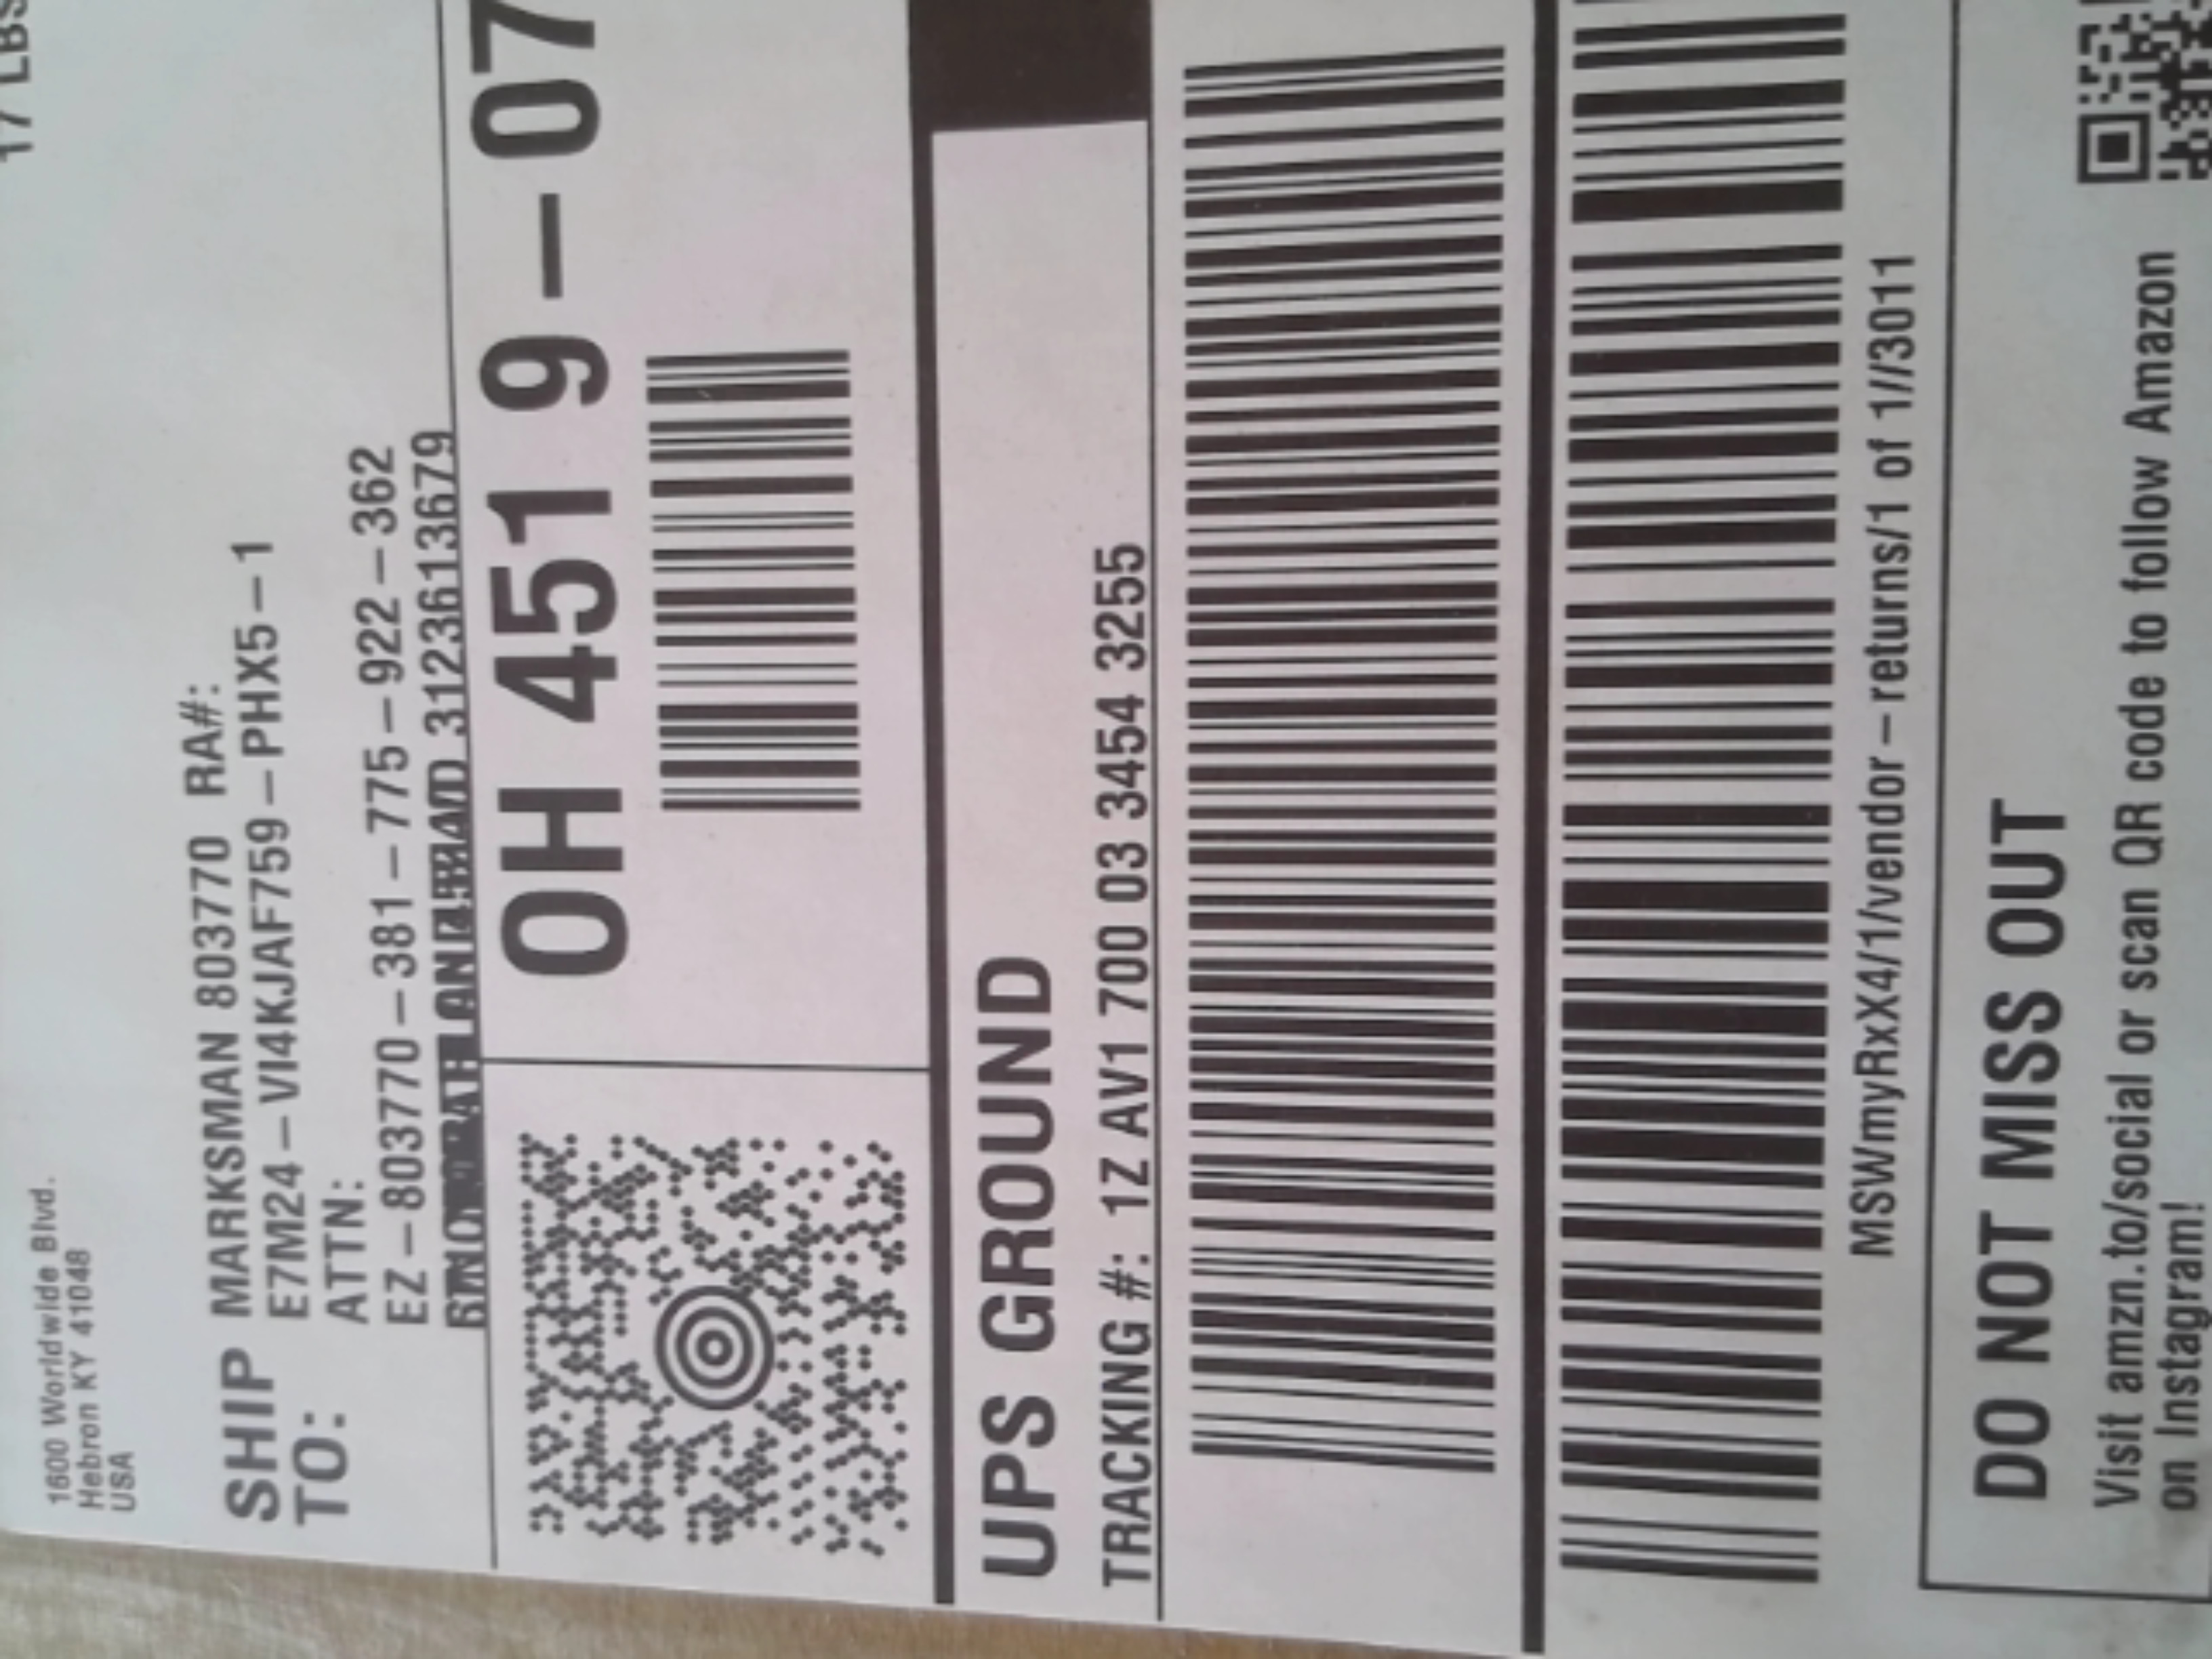 17 LBS
1600 Worldwide Blvd.
Hebron KY 41048
USA
SHIP
TO:
MARKSMAN 803770 RA#:
E7M24-VI4KJAF759-PHX5-1
ATTN:
EZ-803770-381-775-922-362
3123613679
OH 451 9-07
UPS GROUND
TRACKING #: 1Z AV1 700 03 3454 3255
MSWmyRxX4/1/vendor-returns/1 of 1//3011
DO NOT MISS OUT
Visit amzn.to/social or scan QR code to follow Amazon
on Instagram!